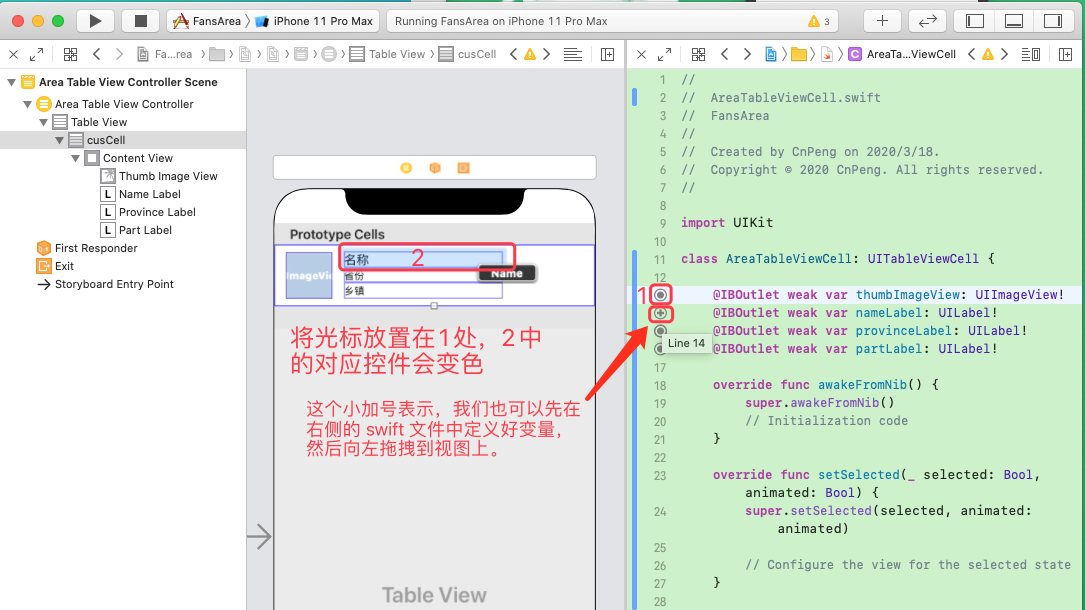 FansArea 〉 iPhone 11 Pro Max
Running FansArea on iPhone 11 Pro Max
3
Fa...rea
Table View
cusCell
AreaTa...ViewCell
Area Table View Controller Scene
Area Table View Controller
Table View
cusCell
Content View
Thumb Image View
L Name Label
L Province Label
L Part Label
First Responder
Exit
Storyboard Entry Point
Prototype Cells
ImageVie
名称
2
省份
Name
乡镇
将光标放置在1处，2中
的对应控件会变色
这个小加号表示，我们也可以先在
右侧的 swift 文件中定义好变量，
然后向左拖拽到视图上。
Table View
1 //
2 // AreaTableViewCell.swift
3 // FansArea
4 //
5 // Created by CnPeng on 2020/3/18.
6 // Copyright © 2020 CnPeng. All rights reserved.
7 //
8
9 import UIKit
10
11 class AreaTableViewCell: UITableViewCell {
12
1 @IBOutlet weak var thumbImageView: UIImageView!
@IBOutlet weak var nameLabel: UILabel!
@IBOutlet weak var provinceLabel: UILabel!
@IBOutlet weak var partLabel: UILabel!
Line 14
17
18 override func awakeFromNib() {
19 super.awakeFromNib()
20 // Initialization code
21 }
22
23 override func setSelected(_ selected: Bool,
animated: Bool) {
24 super.setSelected(selected, animated:
animated)
25
26 // Configure the view for the selected state
27 }
28